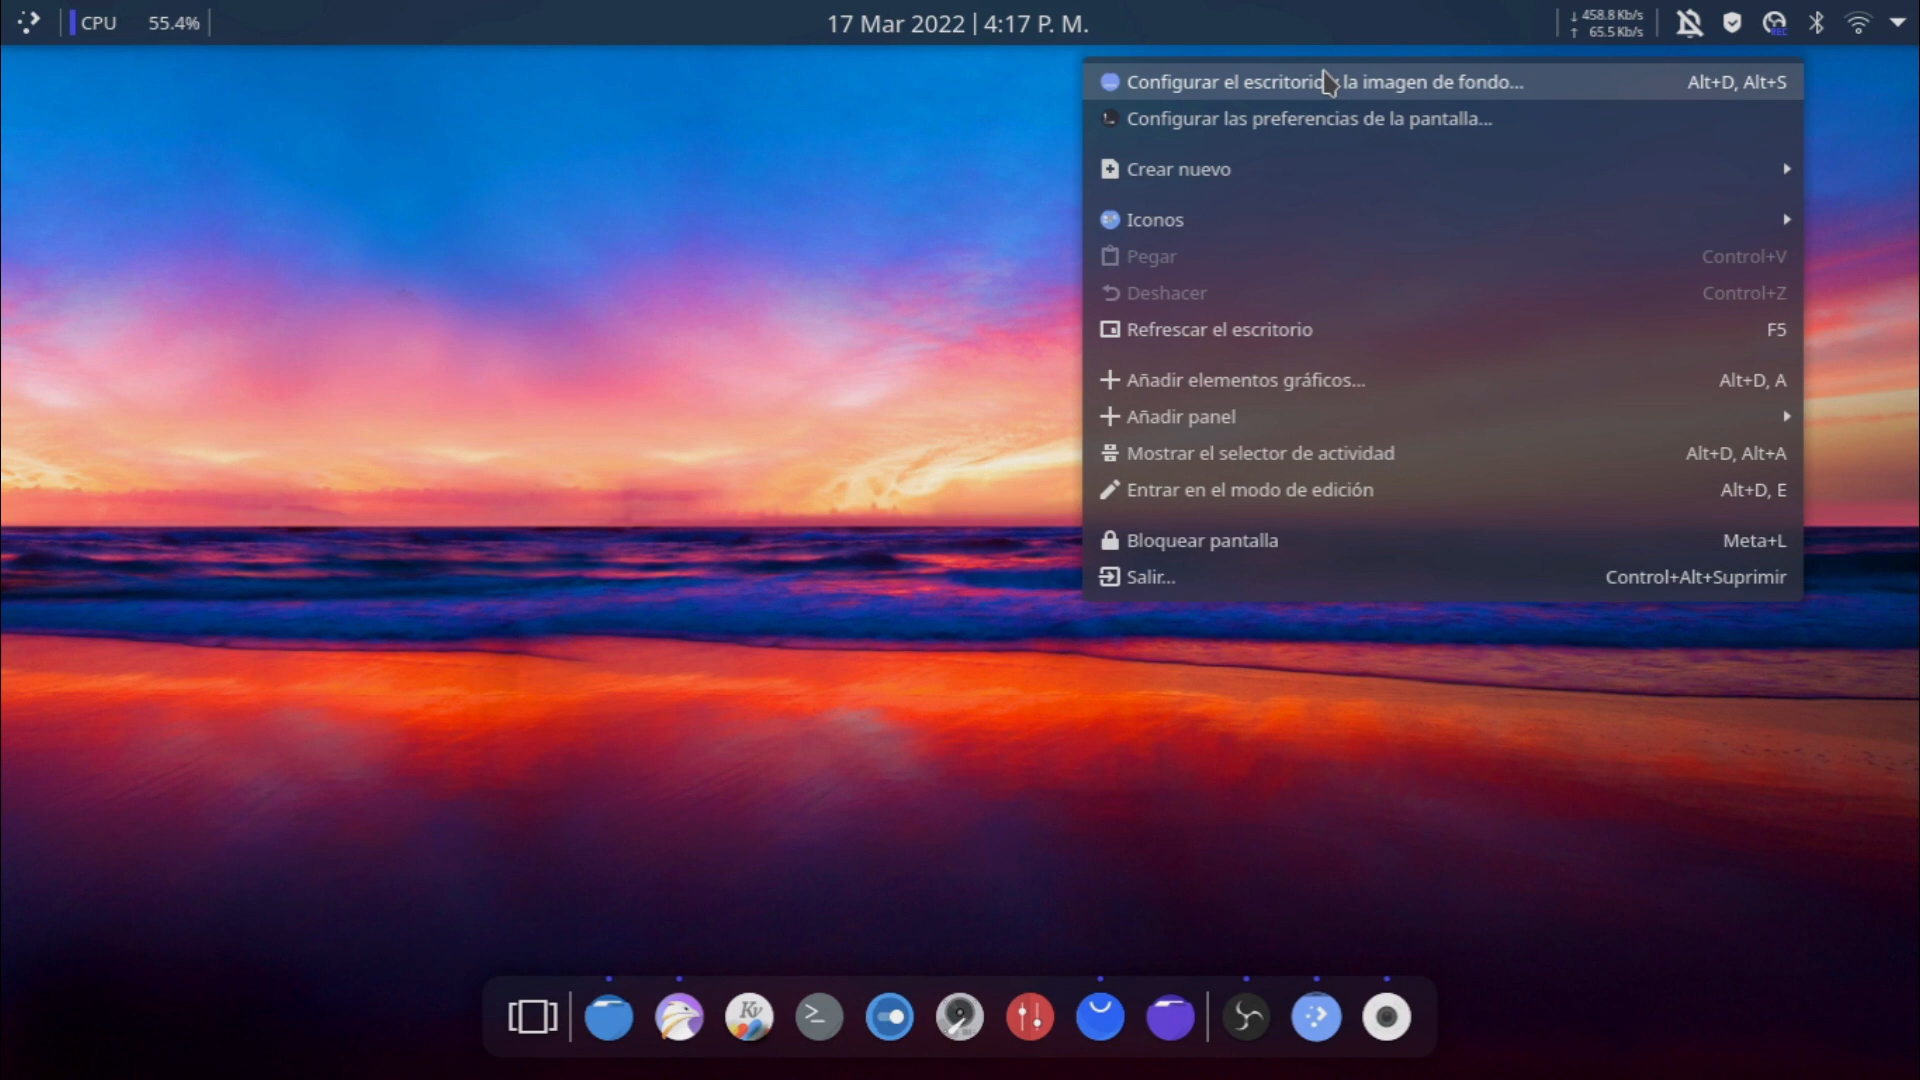 CPU 55.4%
17 Mar 2022 | 4:17 P. M.
↓ 458.8 Kb/s
↑ 65.5 Kb/s
REC
Configurar el escritorio la imagen de fondo... Alt+D, Alt+S
Configurar las preferencias de la pantalla...
Crear nuevo
Iconos
Pegar Control+V
Deshacer Control+Z
Refrescar el escritorio F5
Añadir elementos gráficos... Alt+D, A
Añadir panel
Mostrar el selector de actividad Alt+D, Alt+A
Entrar en el modo de edición Alt+D, E
Bloquear pantalla Meta+L
Salir... Control+Alt+Suprimir
Kv